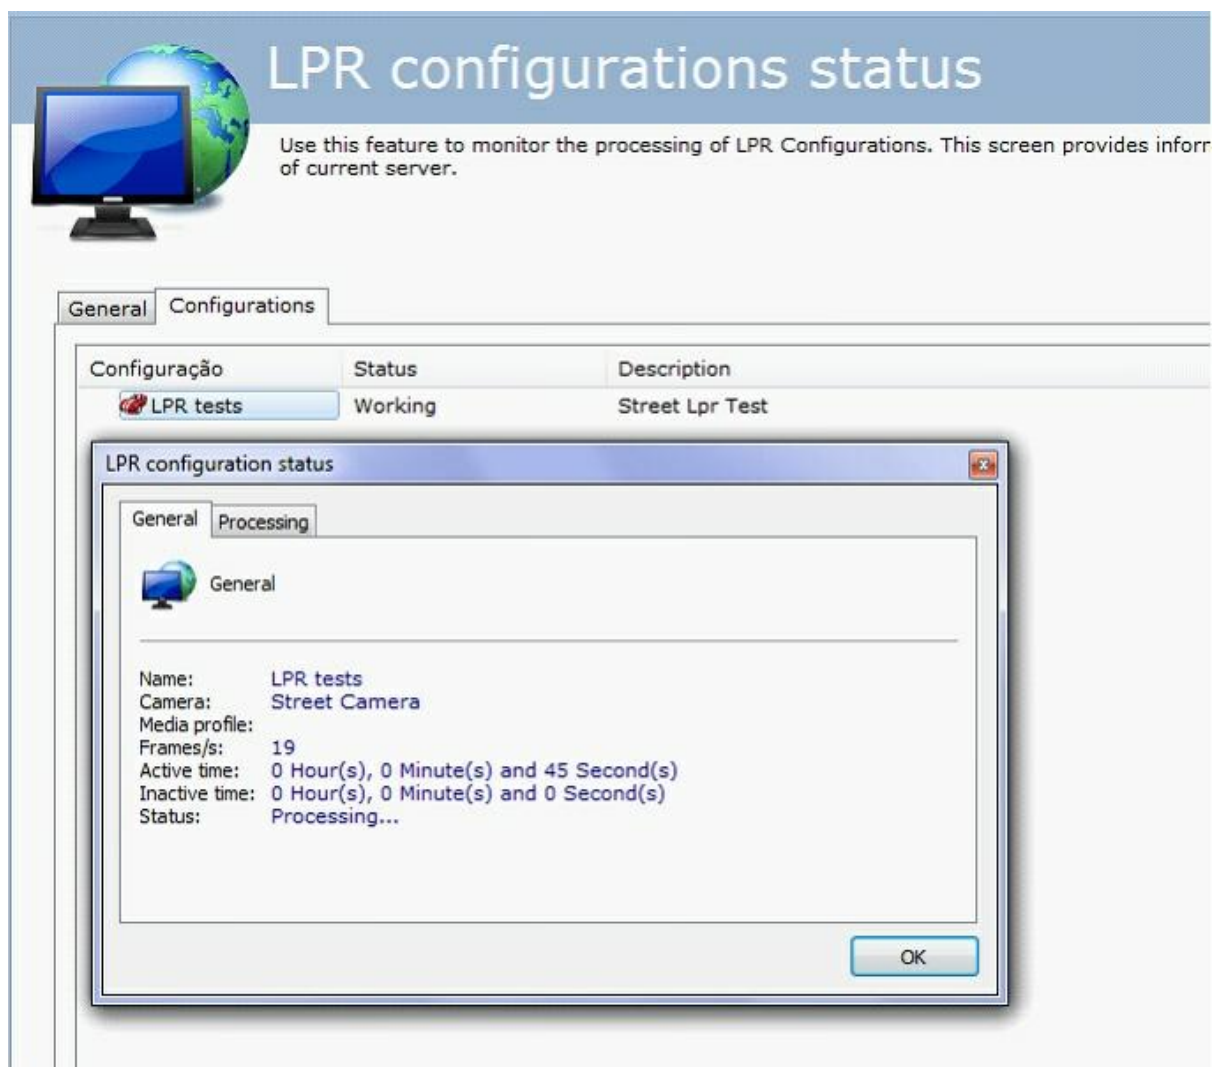 LPR configurations status
Use this feature to monitor the processing of LPR Configurations. This screen provides
of current server.
General Configurations
Configuração Status Description
LPR tests Working Street Lpr Test
LPR configuration status
General Processing
General
Name: LPR tests
Camera: Street Camera
Media profile:
Frames/s: 19
Active time: 0 Hour(s), 0 Minute(s) and 45 Second(s)
Inactive time: 0 Hour(s), 0 Minute(s) and 0 Second(s)
Status: Processing...
OK